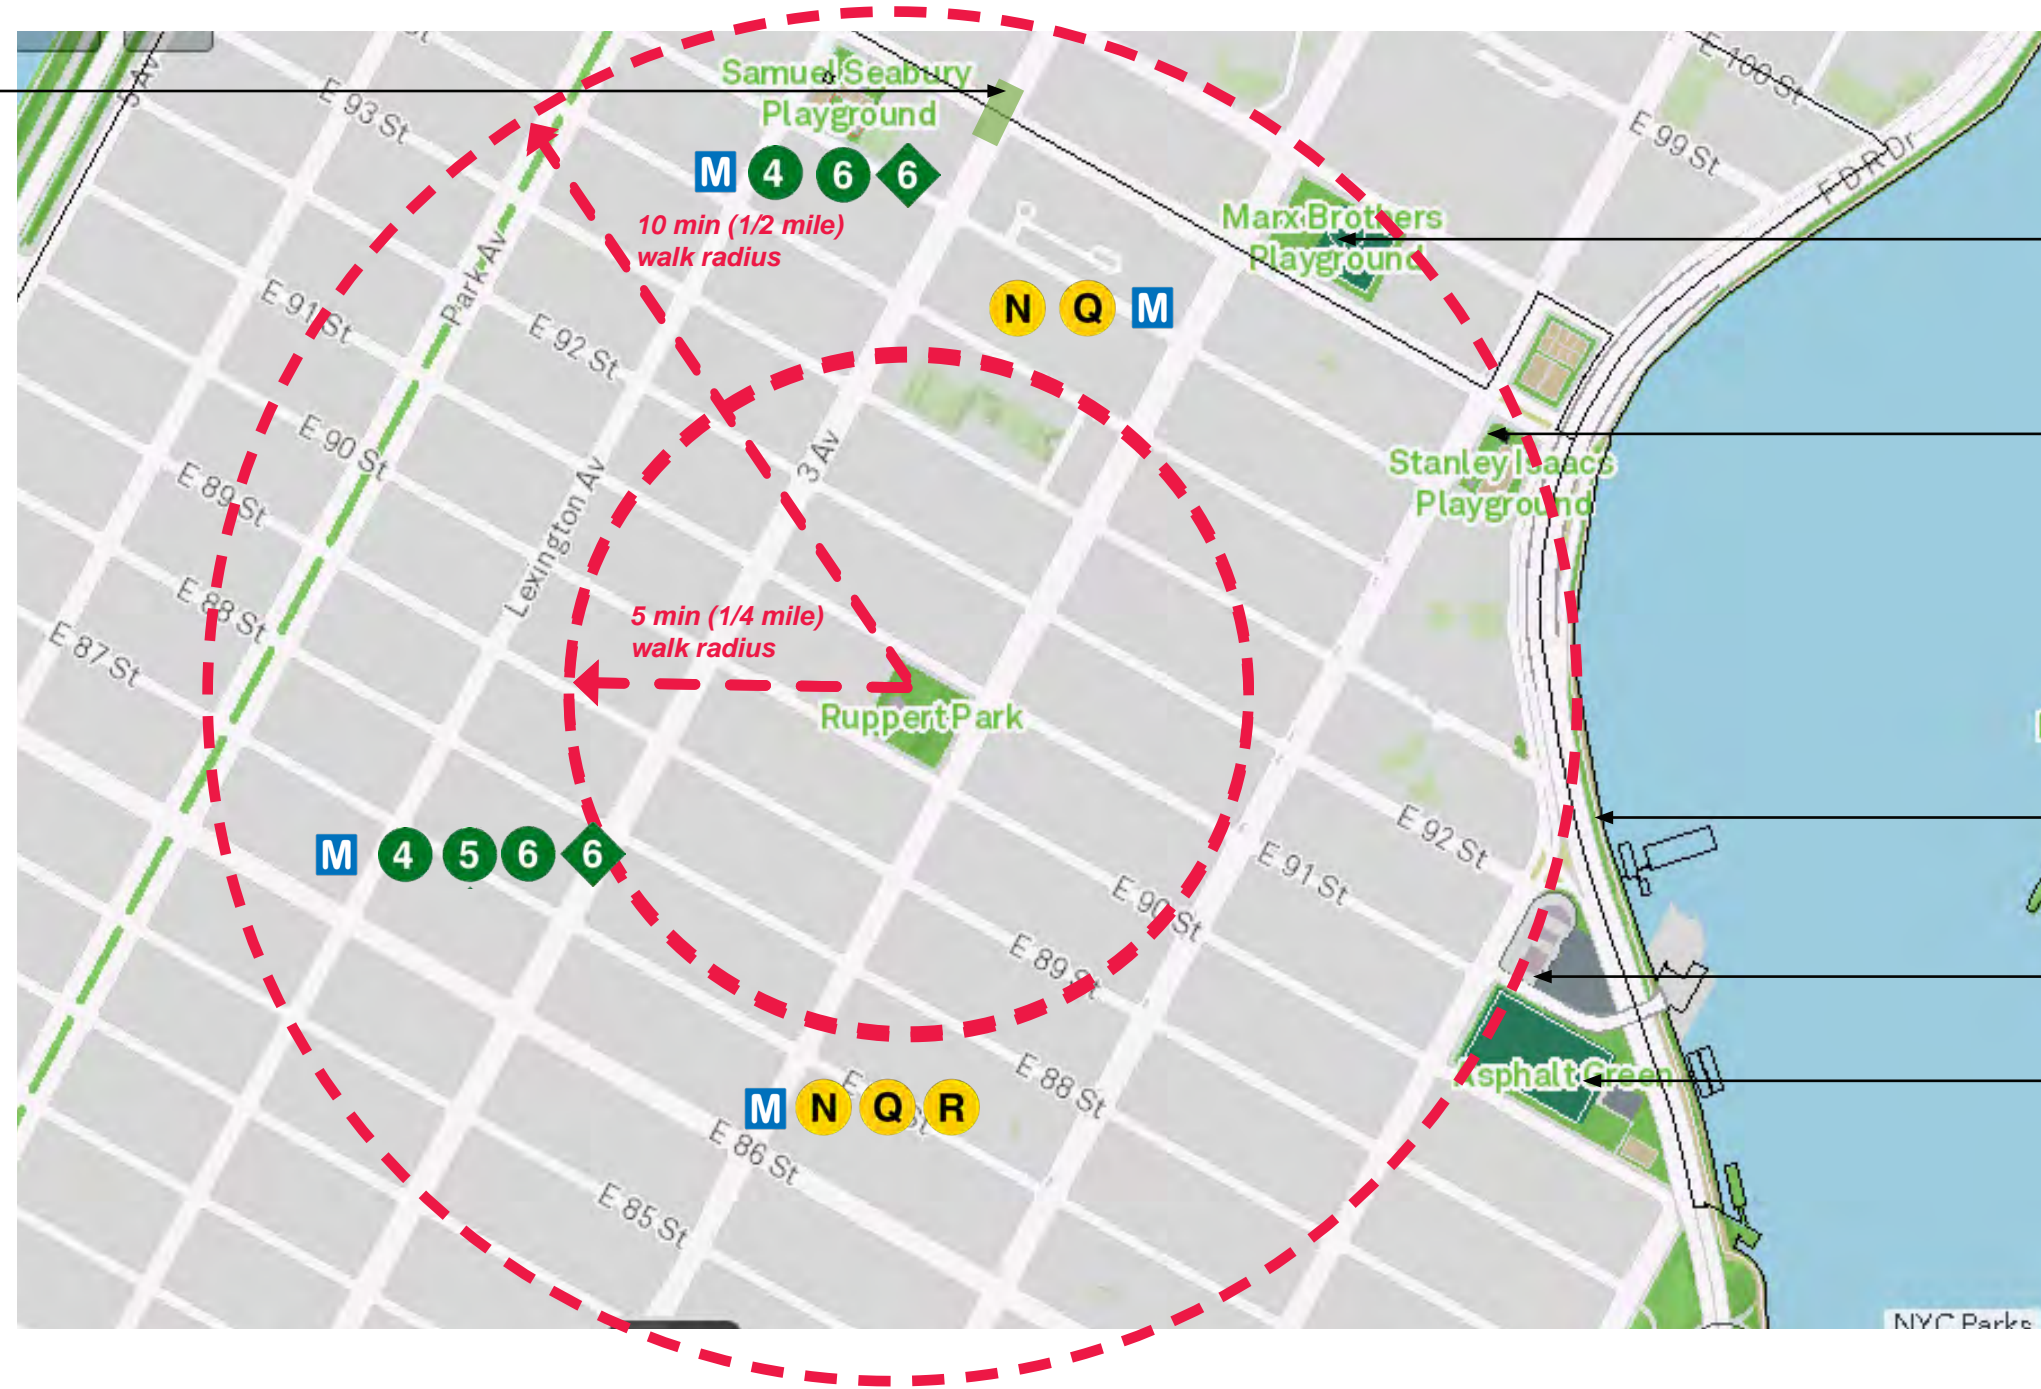 E 100 St
5 Av
Samuel Seabury
Playground
E 93 St
E 99 St
F D R Dr
M 4 6 6
10 min (1/2 mile)
walk radius
Marx Brothers
Playground
Park Av
E 91 St
E 92 St
N Q M
E 90 St
3 Av
Stanley Isaacs
Playground
E 89 St
Lexington Av
E 88 St
5 min (1/4 mile)
walk radius
E 87 St
Ruppert Park
E 92 St
M 4 5 6 6
E 91 St
E 90 St
E 89 St
Asphalt Green
E 88 St
M N Q R
E 86 St
E 85 St
NYC Parks